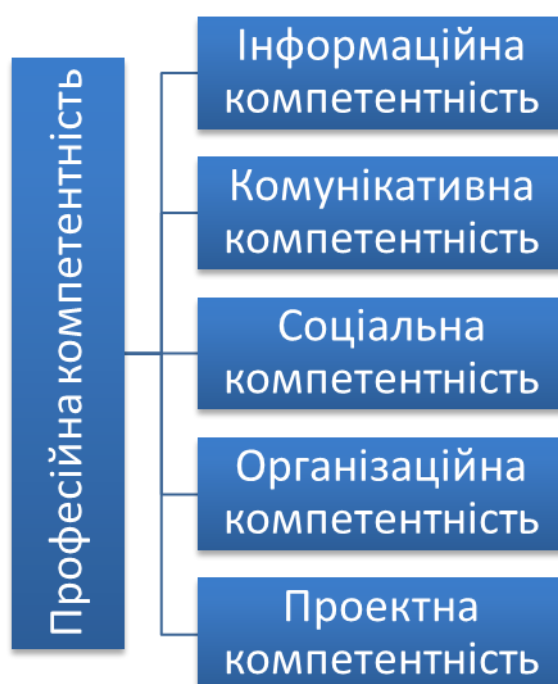 Професійна компетентність
Інформаційна
компетентність
Комунікативна
компетентність
Соціальна
компетентність
Організаційна
компетентність
Проектна
компетентність